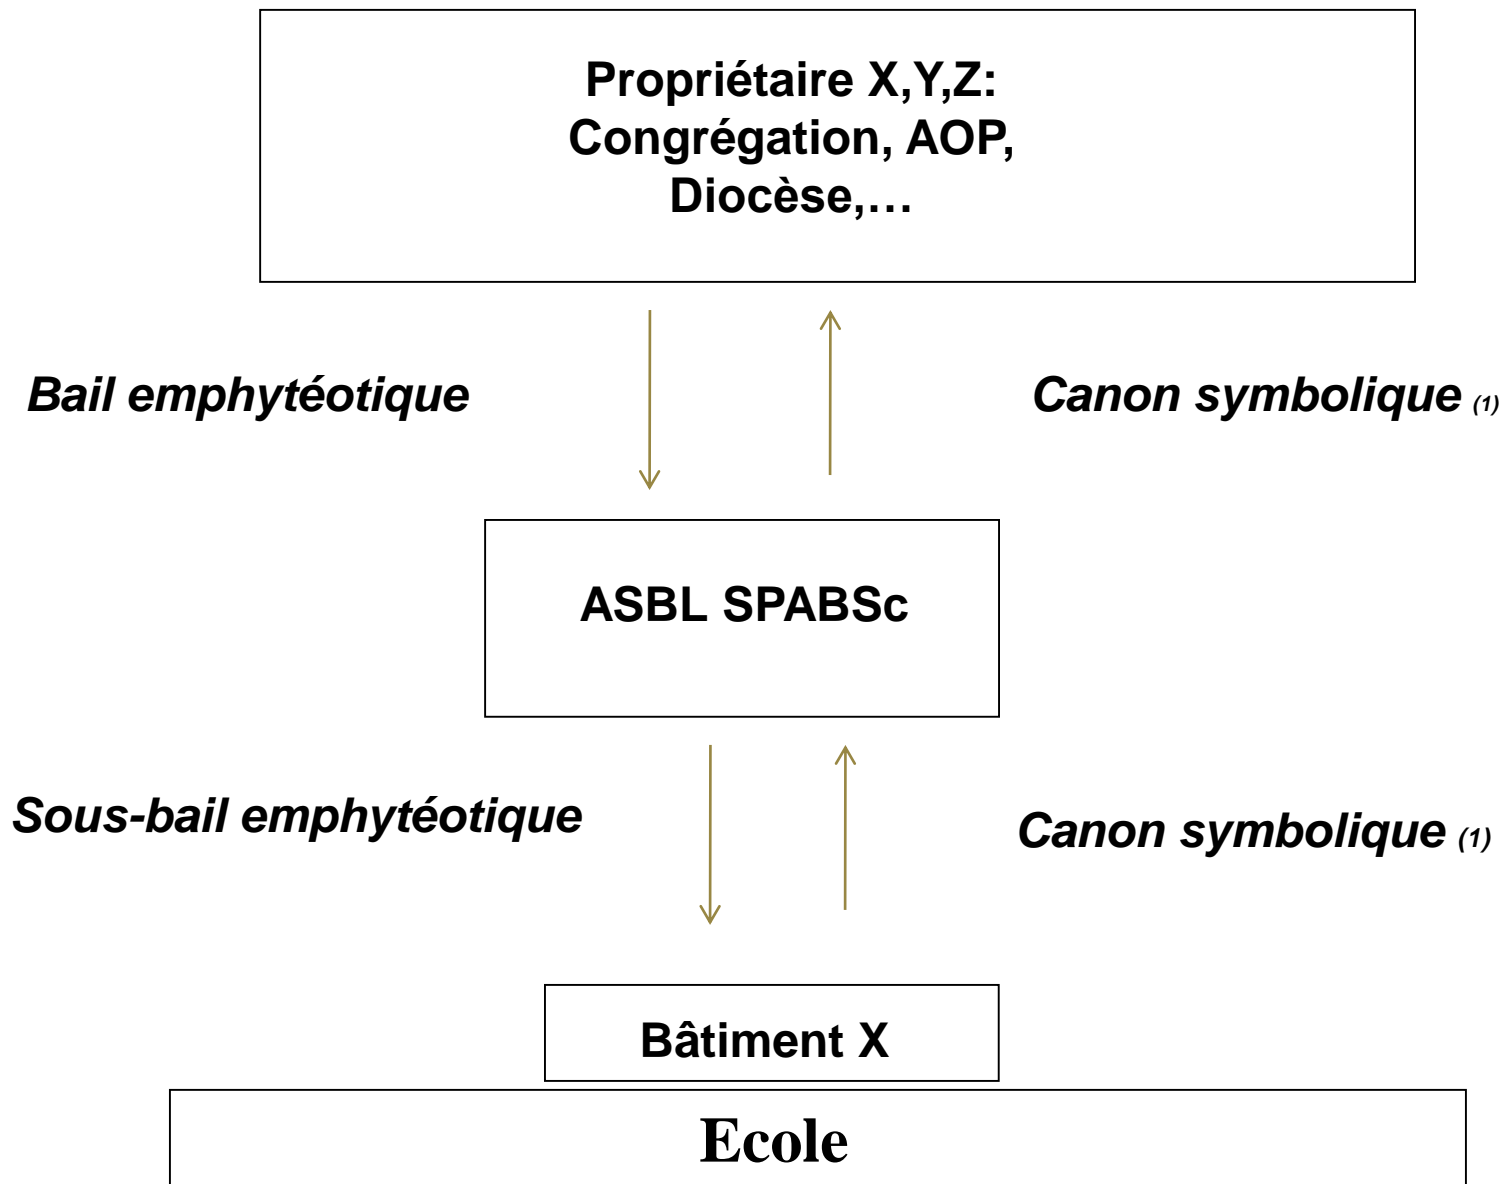 Propriétaire X,Y,Z:
Congrégation, AOP,
Diocèse,…
Bail emphytéotique
Canon symbolique (1)
ASBL SPABSc
Sous-bail emphytéotique
Canon symbolique (1)
Bâtiment X
Ecole